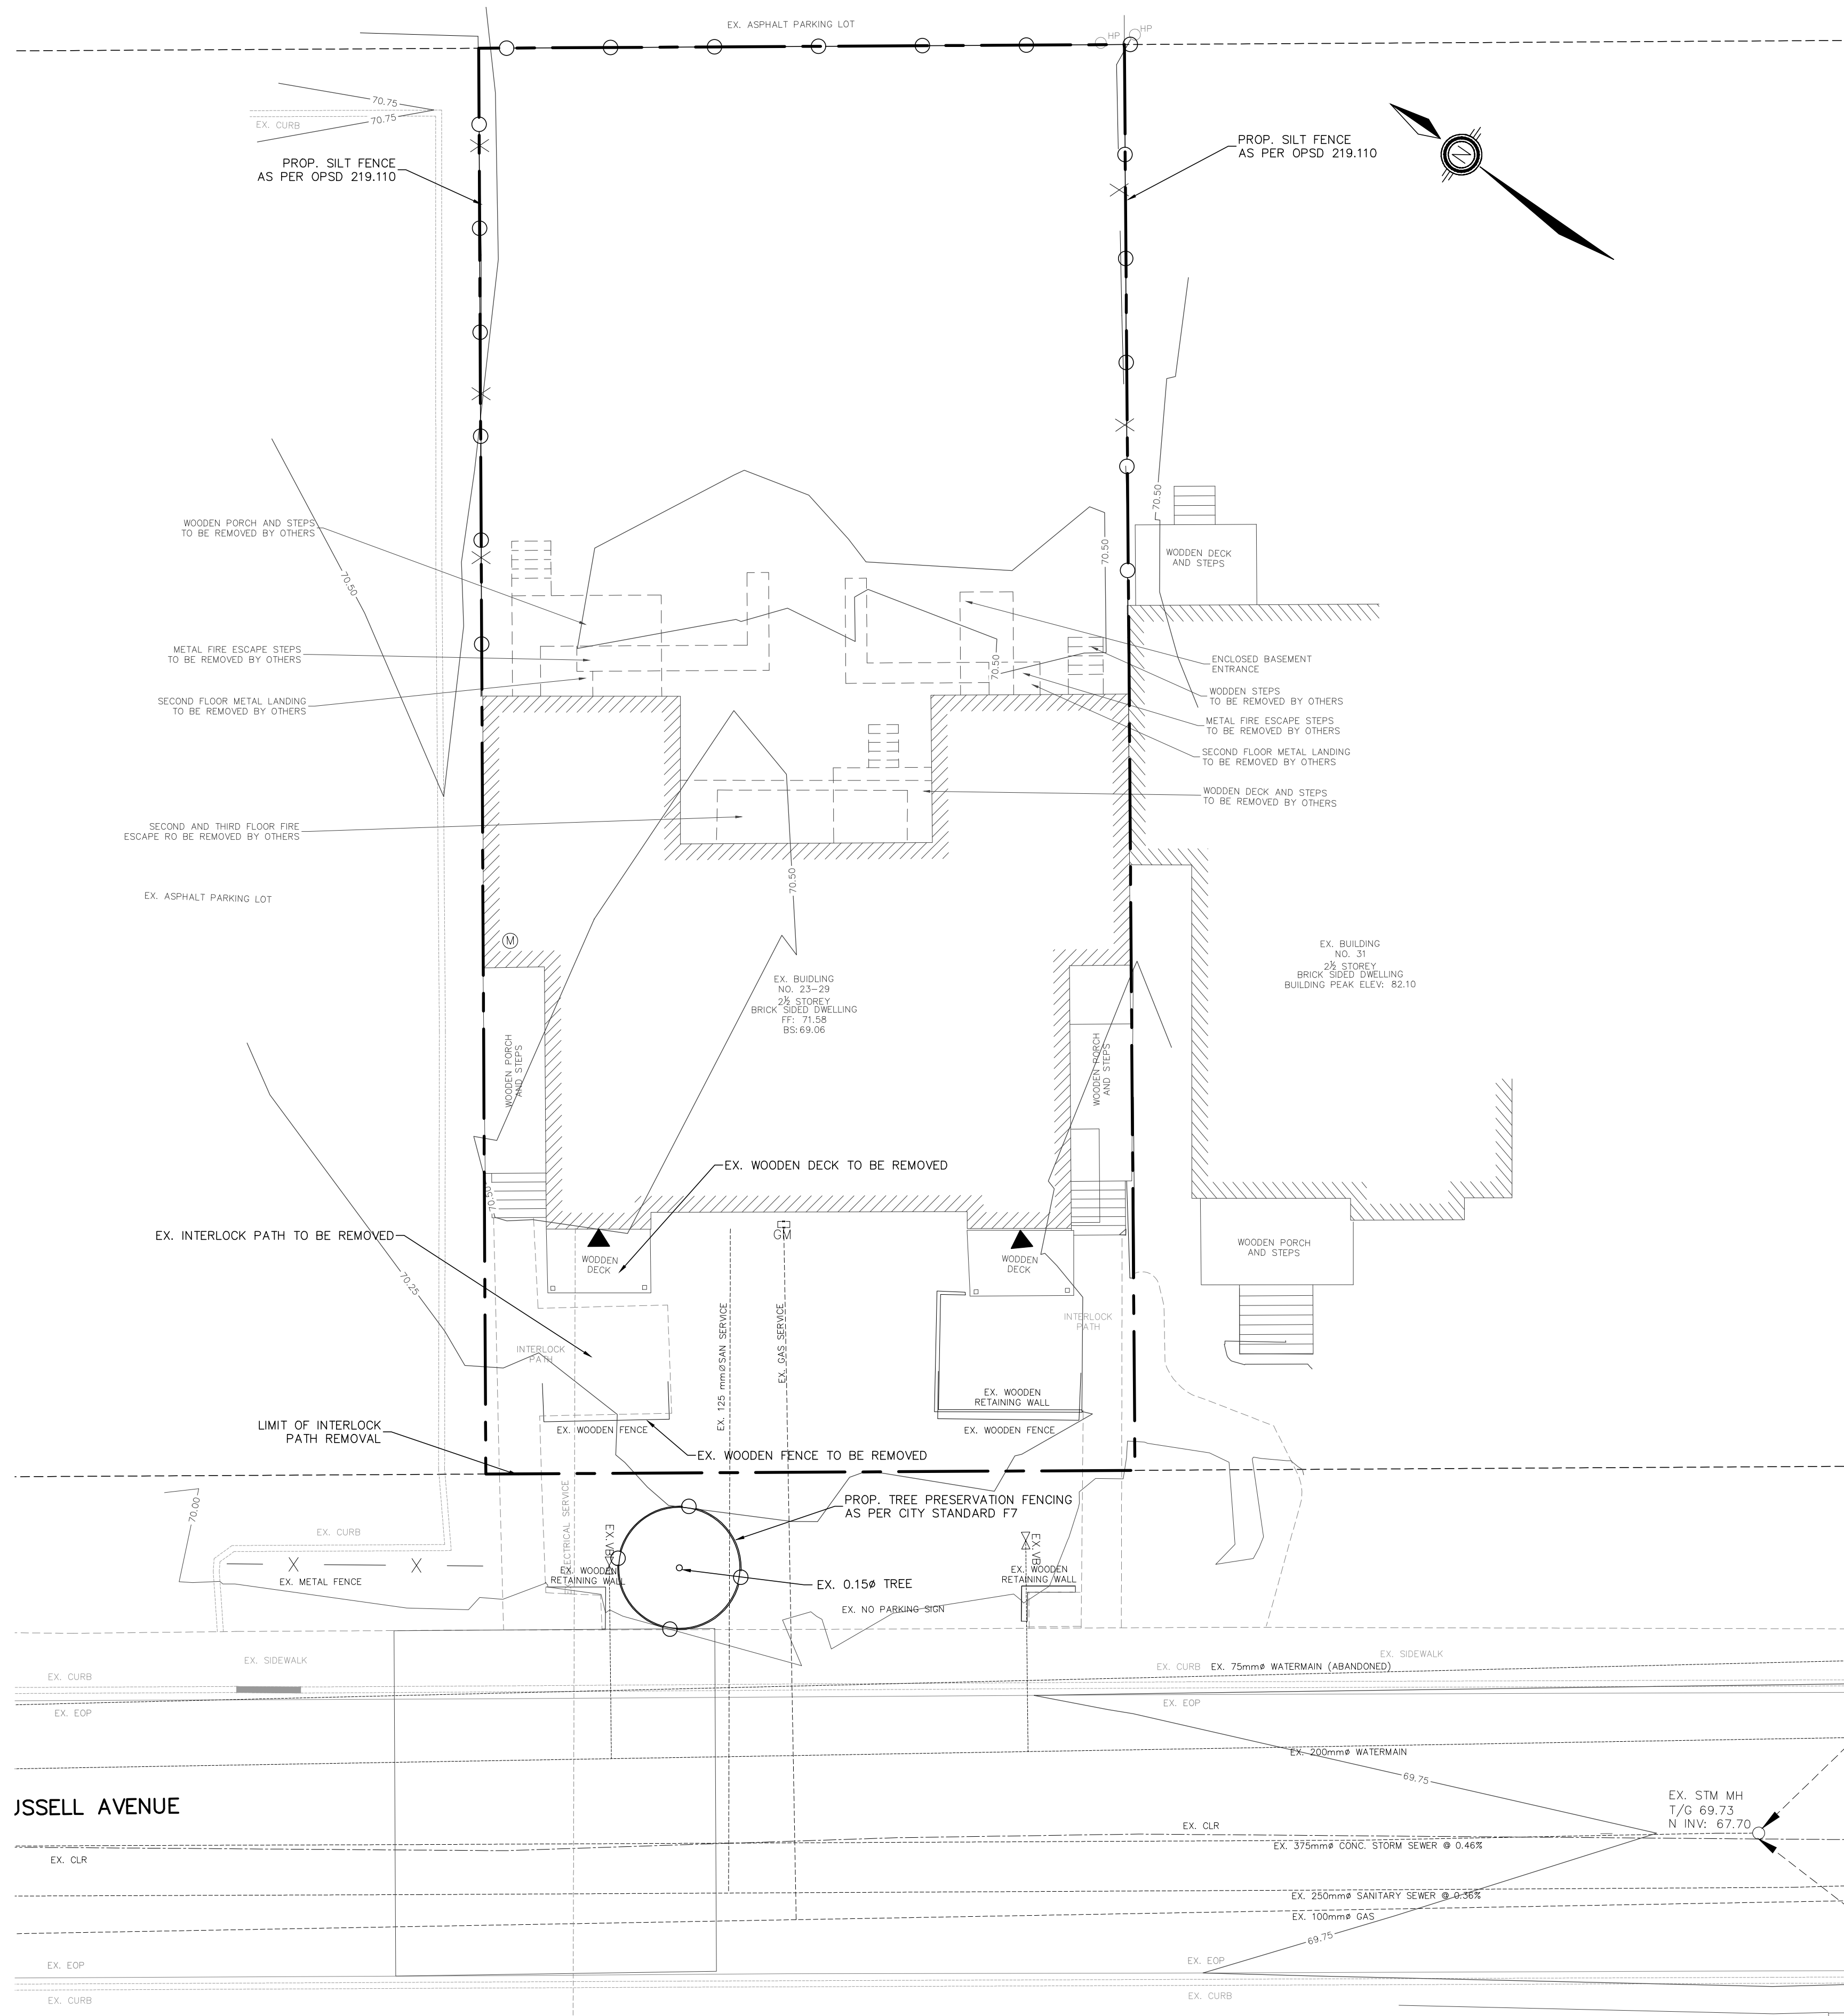 EX. ASPHALT PARKING LOT
HP
HP
70.75
70.75
EX. CURB
PROP. SILT FENCE
AS PER OPSD 219.110
PROP. SILT FENCE
AS PER OPSD 219.110
N
WOODEN PORCH AND STEPS
TO BE REMOVED BY OTHERS
70.50
70.50
70.50
WODDEN DECK
AND STEPS
METAL FIRE ESCAPE STEPS
TO BE REMOVED BY OTHERS
70.50
ENCLOSED BASEMENT
ENTRANCE
SECOND FLOOR METAL LANDING
TO BE REMOVED BY OTHERS
WODDEN STEPS
TO BE REMOVED BY OTHERS
METAL FIRE ESCAPE STEPS
TO BE REMOVED BY OTHERS
SECOND FLOOR METAL LANDING
TO BE REMOVED BY OTHERS
WODDEN DECK AND STEPS
TO BE REMOVED BY OTHERS
SECOND AND THIRD FLOOR FIRE
ESCAPE RO BE REMOVED BY OTHERS
70.50
EX. ASPHALT PARKING LOT
M
EX. BUIDLING
NO. 23-29
2½ STOREY
BRICK SIDED DWELLING
FF: 71.58
BS: 69.06
EX. BUILDING
NO. 31
2½ STOREY
BRICK SIDED DWELLING
BUILDING PEAK ELEV: 82.10
WOODEN PORCH
AND STEPS
WOODEN PORCH
AND STEPS
EX. WOODEN DECK TO BE REMOVED
70.50
EX. INTERLOCK PATH TO BE REMOVED
GM
WODDEN
DECK
WODDEN
DECK
WODDEN PORCH
AND STEPS
70.25
INTERLOCK
PATH
INTERLOCK
PATH
EX. 125 mmØ SAN SERVICE
EX. GAS SERVICE
EX. WOODEN
RETAINING WALL
LIMIT OF INTERLOCK
PATH REMOVAL
EX. WOODEN FENCE
EX. WOODEN FENCE
EX. WOODEN FENCE TO BE REMOVED
PROP. TREE PRESERVATION FENCING
AS PER CITY STANDARD F7
70.00
EX. CURB
EX. ELECTRICAL SERVICE
EX. VB
EX. VB
EX. METAL FENCE
EX. WOODEN
RETAINING WALL
EX. 0.15ø TREE
EX. WOODEN
RETAINING WALL
EX. NO PARKING SIGN
EX. SIDEWALK
EX. SIDEWALK
EX. CURB
EX. CURB
EX. 75mmø WATERMAIN (ABANDONED)
EX. EOP
EX. EOP
EX. 200mmø WATERMAIN
69.75
USSELL AVENUE
EX. STM MH
T/G 69.73
N INV: 67.70
EX. CLR
EX. CLR
EX. 375mmø CONC. STORM SEWER @ 0.46%
EX. 250mmø SANITARY SEWER @ 0.36%
EX. 100mmø GAS
69.75
EX. EOP
EX. EOP
EX. CURB
EX. CURB